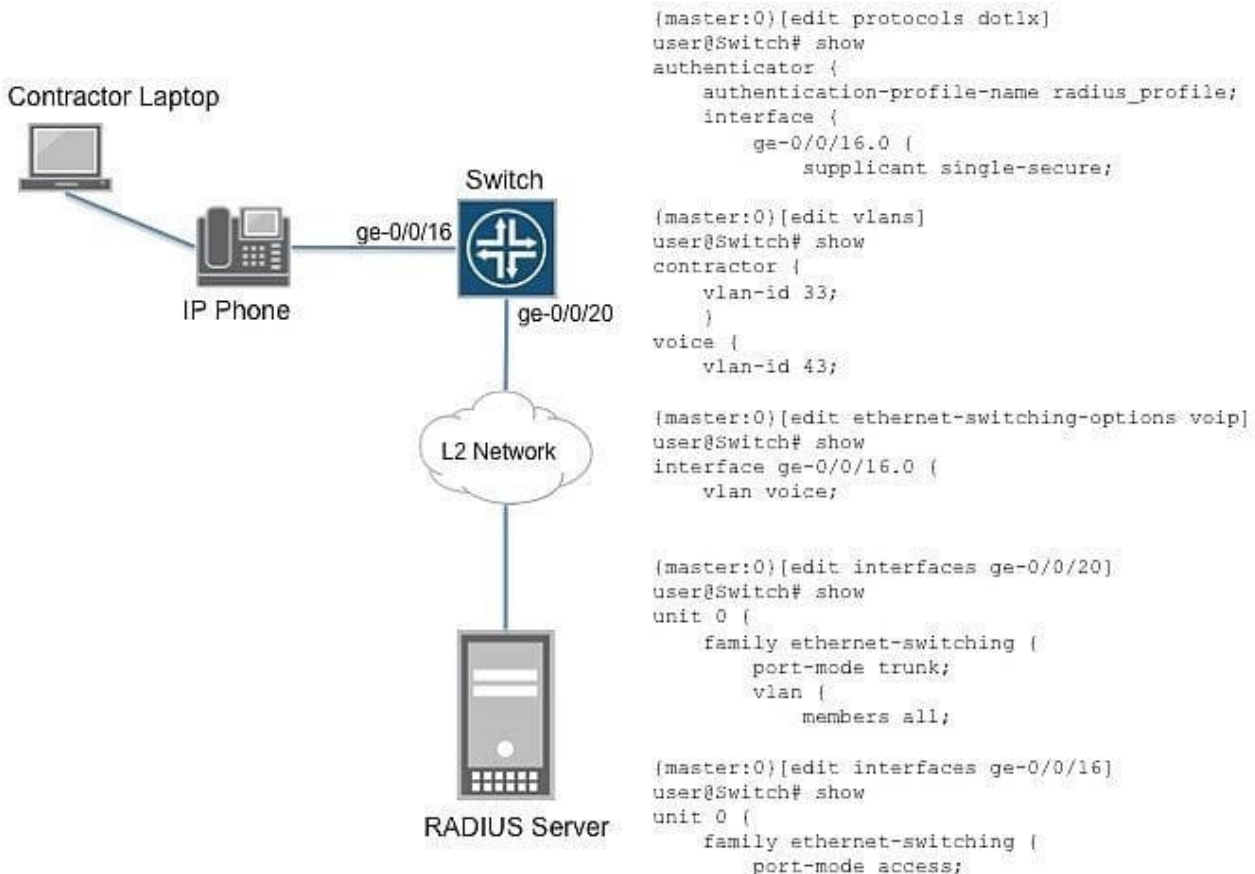 Contractor Laptop
IP Phone
ge-0/0/16
Switch
ge-0/0/20
L2 Network
RADIUS Server
{master:0}[edit protocols dot1x]
user@Switch# show
authenticator {
authentication-profile-name radius_profile;
interface {
ge-0/0/16.0 {
supplicant single-secure;
{master:0}[edit vlans]
user@Switch# show
contractor {
vlan-id 33;
}
voice {
vlan-id 43;
{master:0}[edit ethernet-switching-options voip]
user@Switch# show
interface ge-0/0/16.0 {
vlan voice;
{master:0}[edit interfaces ge-0/0/20]
user@Switch# show
unit 0 {
family ethernet-switching {
port-mode trunk;
vlan {
members all;
{master:0}[edit interfaces ge-0/0/16]
user@Switch# show
unit 0 {
family ethernet-switching {
port-mode access;